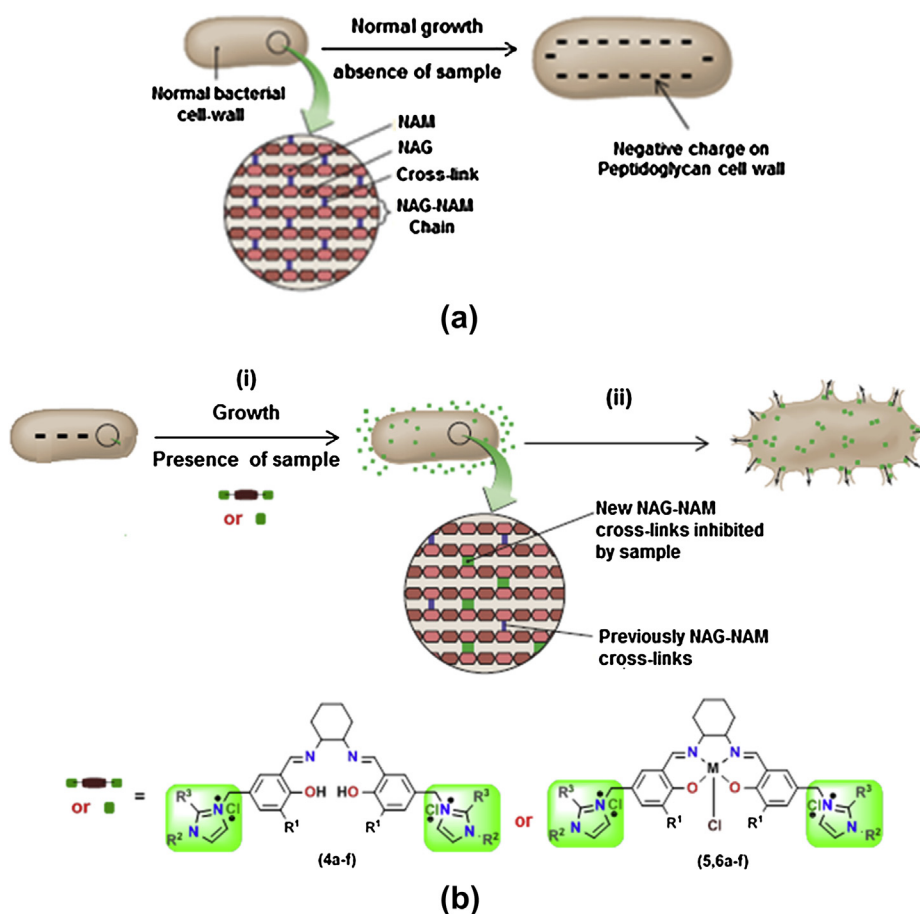 Normal growth
absence of sample
Normal bacterial
cell-wall
Negative charge on
Peptidoglycan cell wall
NAM
NAG
Cross-link
NAG-NAM
Chain
(a)
(i)
Growth
Presence of sample
or
(ii)
New NAG-NAM
cross-links inhibited
by sample
Previously NAG-NAM
cross-links
or
=
R³
N
Cl
R²
N
N
N
OH
HO
R¹
R¹
Cl
N
R³
N
R²
(4a-f)
or
R³
N
Cl
R²
N
N
N
M
O
O
R¹
R¹
Cl
Cl
N
R³
N
R²
(5,6a-f)
(b)